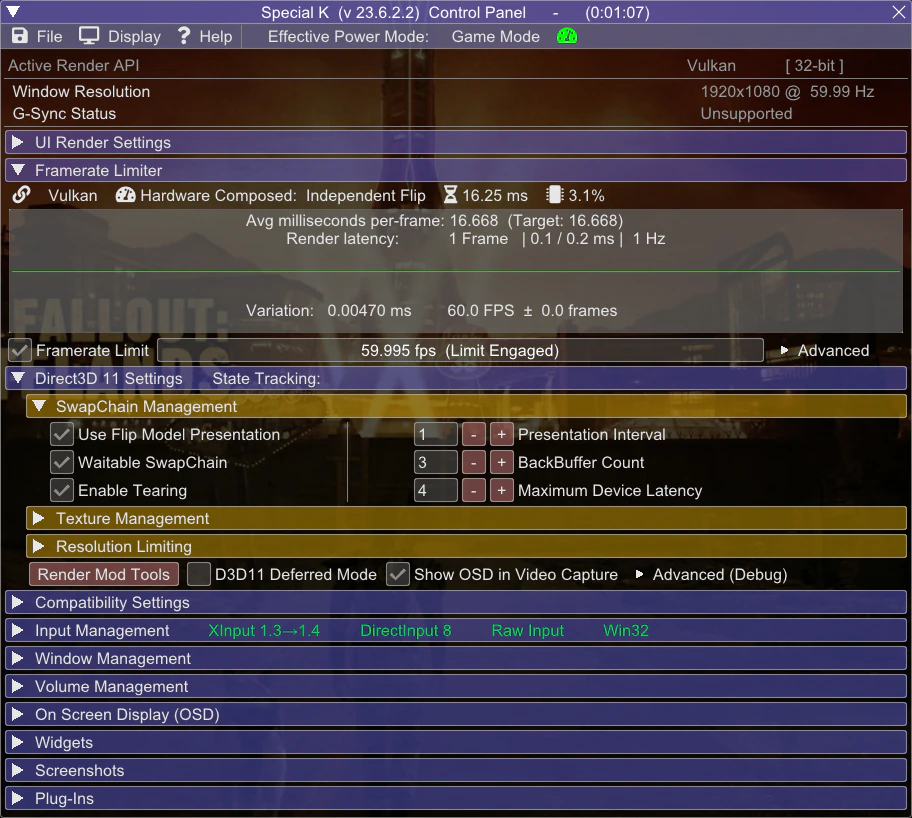 Special K (v 23.6.2.2) Control Panel - (0:01:07)
File Display ? Help Effective Power Mode: Game Mode
Active Render API Vulkan [ 32-bit ]
Window Resolution 1920x1080 @ 59.99 Hz
G-Sync Status Unsupported
UI Render Settings
Framerate Limiter
Vulkan Hardware Composed: Independent Flip 16.25 ms 3.1%
Avg milliseconds per-frame: 16.668 (Target: 16.668)
Render latency: 1 Frame | 0.1 / 0.2 ms | 1 Hz
Variation: 0.00470 ms 60.0 FPS ± 0.0 frames
FALLOUT:
Framerate Limit 59.995 fps (Limit Engaged) Advanced
Direct3D 11 Settings State Tracking:
SwapChain Management
Use Flip Model Presentation 1 - + Presentation Interval
Waitable SwapChain 3 - + BackBuffer Count
Enable Tearing 4 - + Maximum Device Latency
Texture Management
Resolution Limiting
Render Mod Tools D3D11 Deferred Mode Show OSD in Video Capture Advanced (Debug)
Compatibility Settings
Input Management XInput 1.3→1.4 DirectInput 8 Raw Input Win32
Window Management
Volume Management
On Screen Display (OSD)
Widgets
Screenshots
Plug-Ins